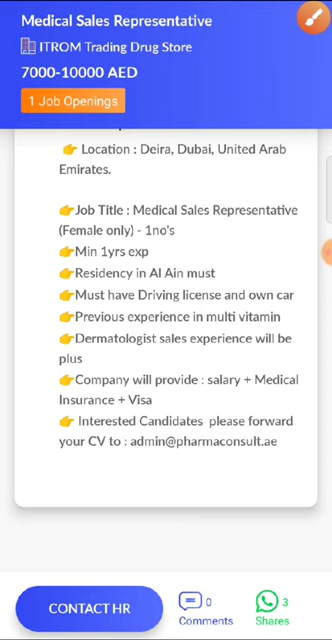 Medical Sales Representative
ITROM Trading Drug Store
7000-10000 AED
1 Job Openings
👉 Location : Deira, Dubai, United Arab
Emirates.
👉Job Title : Medical Sales Representative
(Female only) - 1no's
👉Min 1yrs exp
👉Residency in Al Ain must
👉Must have Driving license and own car
👉Previous experience in multi vitamin
👉Dermatologist sales experience will be
plus
👉Company will provide : salary + Medical
Insurance + Visa
👉 Interested Candidates  please forward
your CV to : admin@pharmaconsult.ae
CONTACT HR
0
Comments
3
Shares